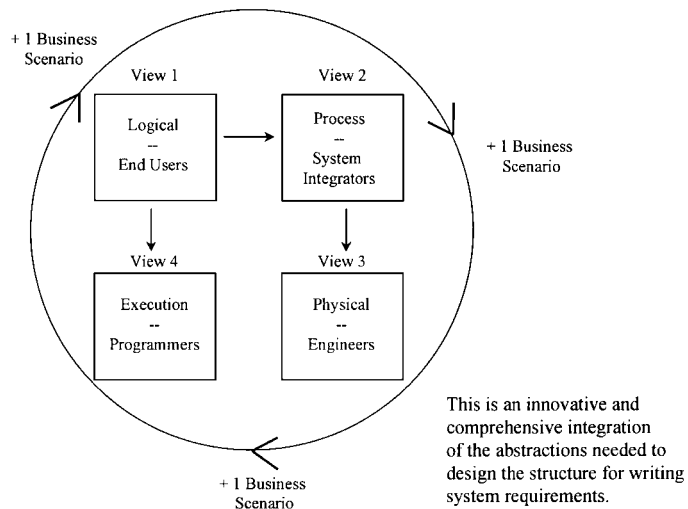 + 1 Business
Scenario
View 1
View 2
Logical
--
End Users
Process
--
System
Integrators
+ 1 Business
Scenario
View 4
View 3
Execution
--
Programmers
Physical
--
Engineers
This is an innovative and
comprehensive integration
of the abstractions needed to
design the structure for writing
system requirements.
+ 1 Business
Scenario